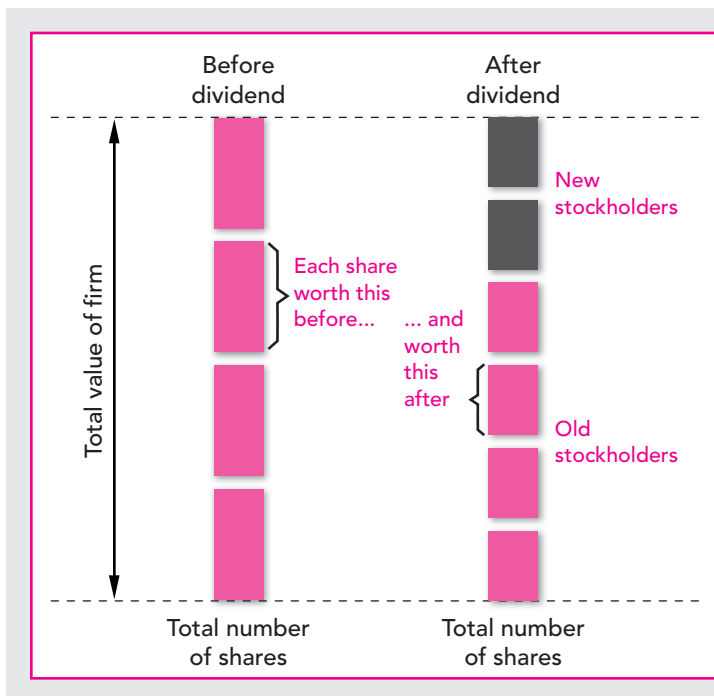 Before
dividend
After
dividend
New
stockholders
Each share
worth this
before...
... and
worth
this
after
Total value of firm
Old
stockholders
Total number
of shares
Total number
of shares